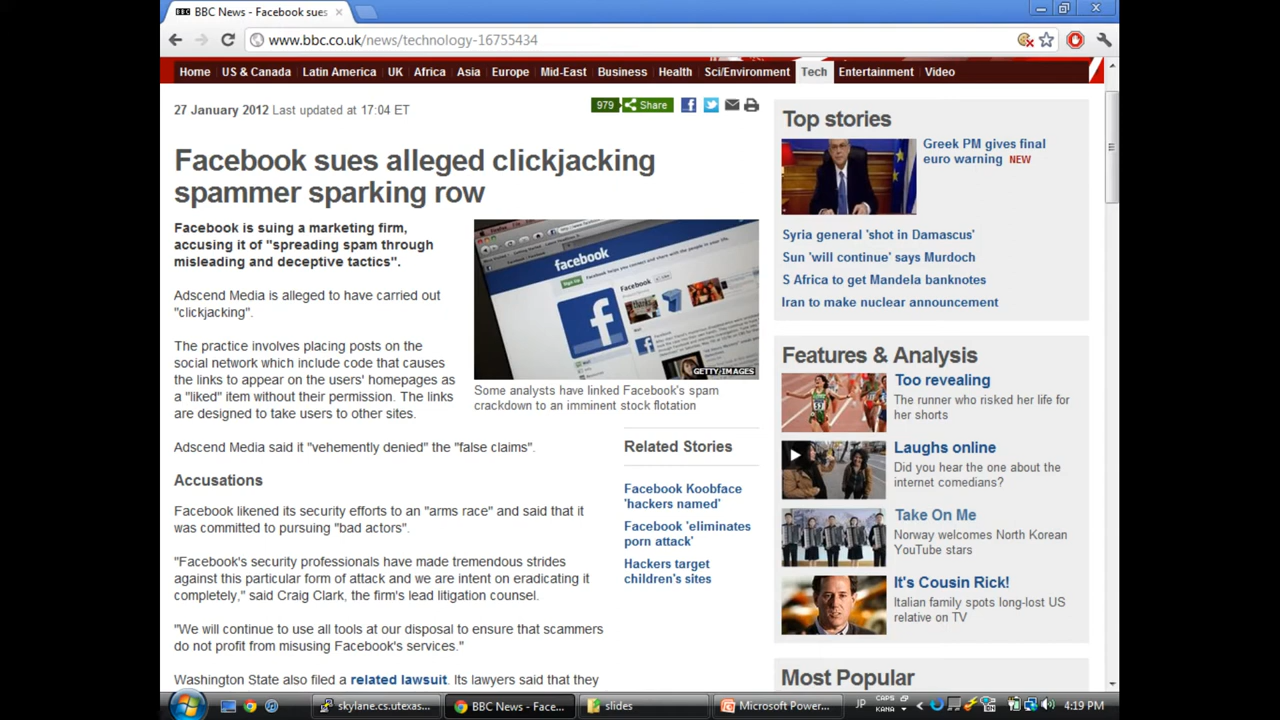 BBC News - Facebook sues
www.bbc.co.uk/news/technology-16755434
Home US & Canada Latin America UK Africa Asia Europe Mid-East Business Health Sci/Environment Tech Entertainment Video
27 January 2012 Last updated at 17:04 ET
979 Share
Facebook sues alleged clickjacking
spammer sparking row
Facebook is suing a marketing firm,
accusing it of "spreading spam through
misleading and deceptive tactics".
Adscend Media is alleged to have carried out
"clickjacking".
The practice involves placing posts on the
social network which include code that causes
the links to appear on the users' homepages as
a "liked" item without their permission. The links
are designed to take users to other sites.
facebook
Sign Up
Facebook
GETTY IMAGES
Some analysts have linked Facebook's spam
crackdown to an imminent stock flotation
Adscend Media said it "vehemently denied" the "false claims".
Accusations
Facebook likened its security efforts to an "arms race" and said that it
was committed to pursuing "bad actors".
"Facebook's security professionals have made tremendous strides
against this particular form of attack and we are intent on eradicating it
completely," said Craig Clark, the firm's lead litigation counsel.
"We will continue to use all tools at our disposal to ensure that scammers
do not profit from misusing Facebook's services."
Washington State also filed a related lawsuit. Its lawyers said that they
Related Stories
Facebook Koobface
'hackers named'
Facebook 'eliminates
porn attack'
Hackers target
children's sites
Top stories
Greek PM gives final
euro warning NEW
Syria general 'shot in Damascus'
Sun 'will continue' says Murdoch
S Africa to get Mandela banknotes
Iran to make nuclear announcement
Features & Analysis
Too revealing
The runner who risked her life for
her shorts
Laughs online
Did you hear the one about the
internet comedians?
Take On Me
Norway welcomes North Korean
YouTube stars
It's Cousin Rick!
Italian family spots long-lost US
relative on TV
Most Popular
skylane.cs.utexas...
BBC News - Face...
slides
Microsoft Power...
JP
CAPS
KANA
4:19 PM